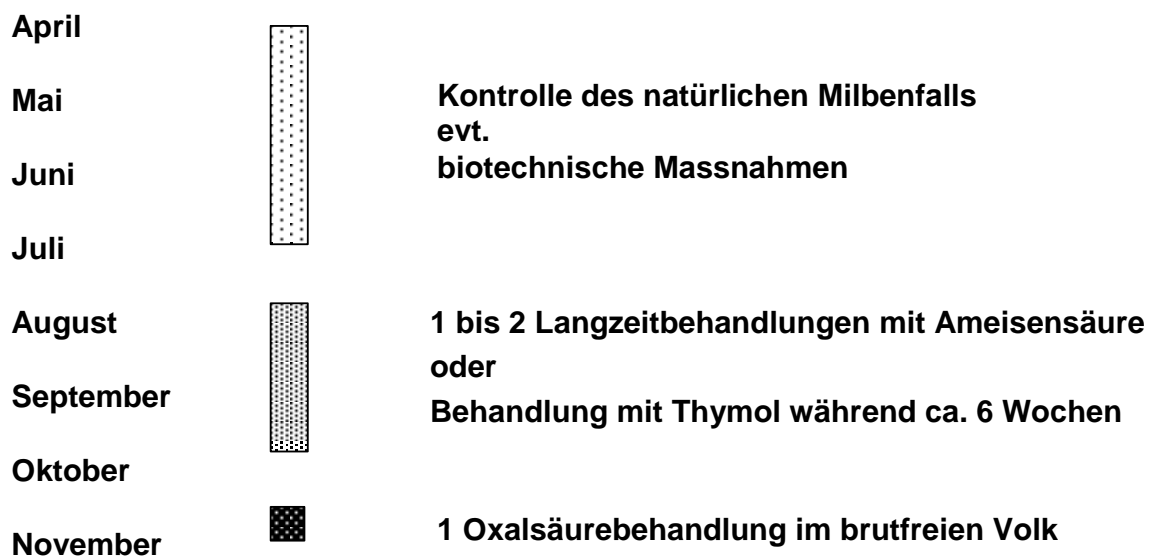 April
Mai
Kontrolle des natürlichen Milbenfalls
evt.
biotechnische Massnahmen
Juni
Juli
August
1 bis 2 Langzeitbehandlungen mit Ameisensäure
oder
September
Behandlung mit Thymol während ca. 6 Wochen
Oktober
November
1 Oxalsäurebehandlung im brutfreien Volk